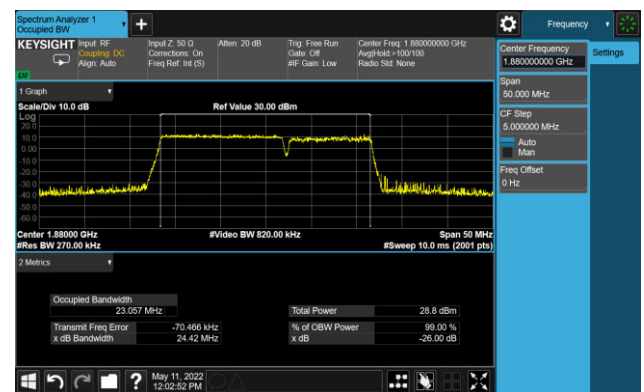 Spectrum Analyzer 1
Occupied BW
Frequency
KEYSIGHT
Input: RF
Coupling: DC
Align: Auto
Input Z: 50 Ω
Corrections: On
Freq Ref: Int (S)
Atten: 20 dB
Trig: Free Run
Gate: Off
#IF Gain: Low
Center Freq: 1.880000000 GHz
Avg|Hold:>100/100
Radio Std: None
Center Frequency
1.880000000 GHz
Settings
Span
50.000 MHz
CF Step
5.000000 MHz
Auto
Man
Freq Offset
0 Hz
1 Graph
Scale/Div 10.0 dB
Ref Value 30.00 dBm
Log
20.0
10.0
0.00
-10.0
-20.0
-30.0
-40.0
-50.0
-60.0
Center 1.88000 GHz
#Video BW 820.00 kHz
Span 50 MHz
#Res BW 270.00 kHz
#Sweep 10.0 ms (2001 pts)
2 Metrics
Occupied Bandwidth
23.057 MHz
Total Power
28.8 dBm
Transmit Freq Error
-70.466 kHz
% of OBW Power
99.00 %
x dB Bandwidth
24.42 MHz
x dB
-26.00 dB
May 11, 2022
12:02:52 PM